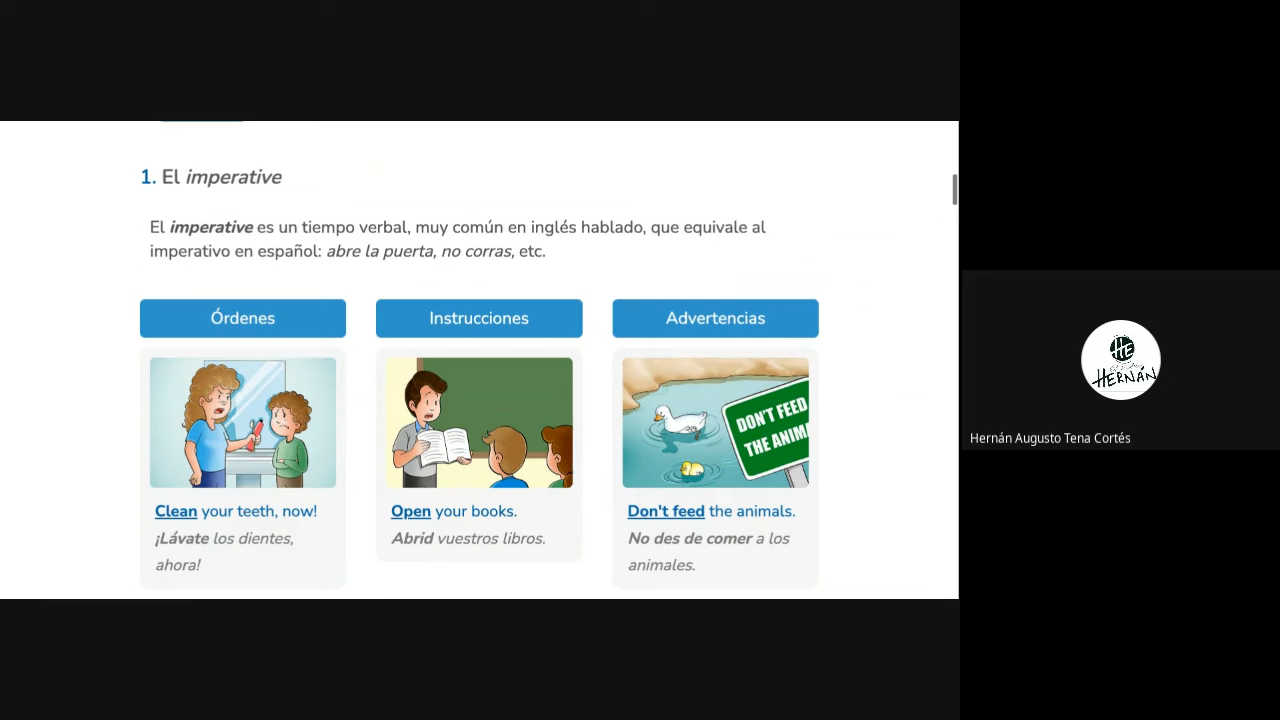 1. El imperative
El imperative es un tiempo verbal, muy común en inglés hablado, que equivale al
imperativo en español: abre la puerta, no corras, etc.
Órdenes
Instrucciones
Advertencias
DON'T FEED
THE ANIM
Clean your teeth, now!
¡Lávate los dientes,
ahora!
Open your books.
Abrid vuestros libros.
Don't feed the animals.
No des de comer a los
animales.
HE
HERNÁN
Hernán Augusto Tena Cortés